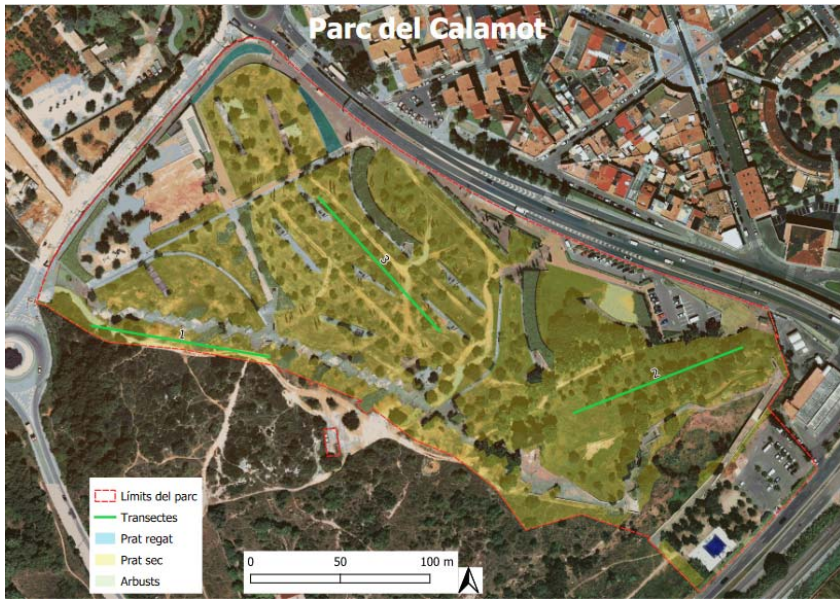 Parc del Calamot
1
2
3
Límits del parc
Transectes
Prat regat
Prat sec
Arbusts
0 50 100 m